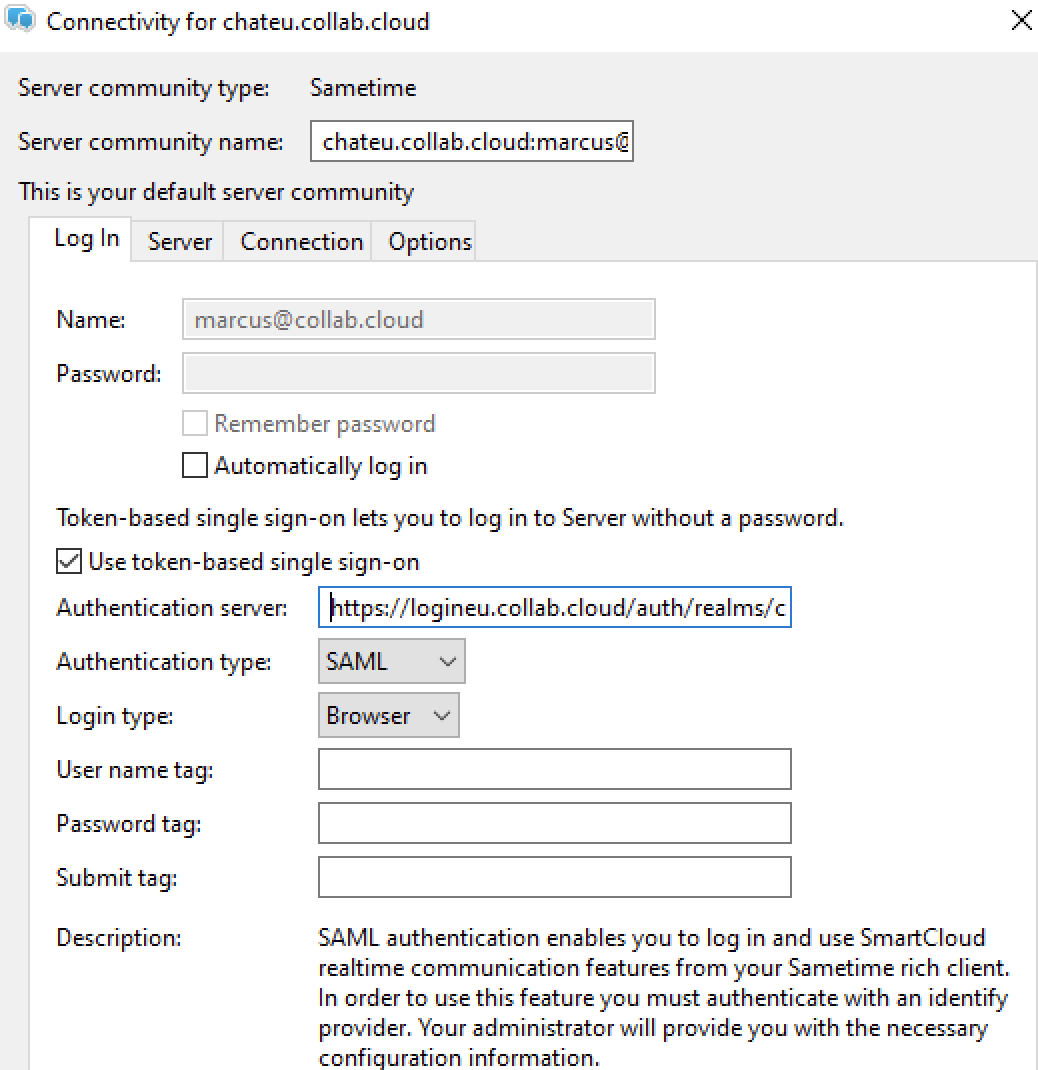 Connectivity for chateu.collab.cloud
Server community type: Sametime
Server community name: chateu.collab.cloud:marcus@
This is your default server community
Log In Server Connection Options
Name: marcus@collab.cloud
Password:
Remember password
Automatically log in
Token-based single sign-on lets you to log in to Server without a password.
Use token-based single sign-on
Authentication server: https://logineu.collab.cloud/auth/realms/c
Authentication type: SAML
Login type: Browser
User name tag:
Password tag:
Submit tag:
Description: SAML authentication enables you to log in and use SmartCloud
realtime communication features from your Sametime rich client.
In order to use this feature you must authenticate with an identify
provider. Your administrator will provide you with the necessary
configuration information.